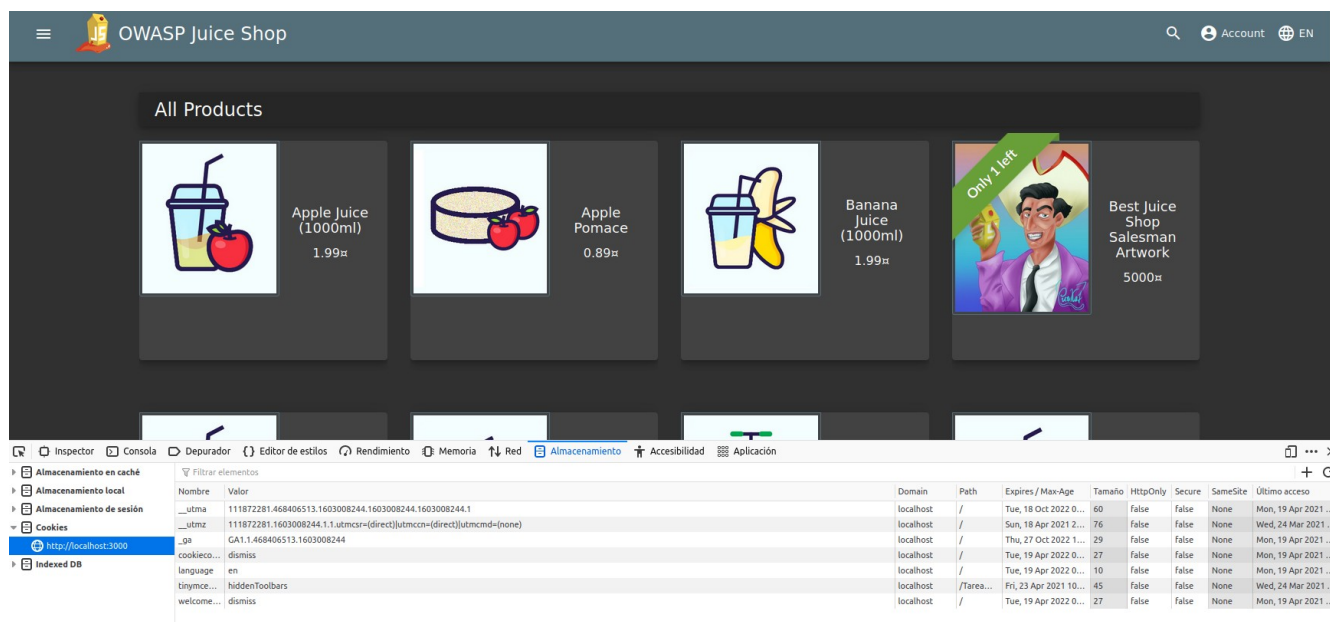 OWASP Juice Shop
Account EN
All Products
Apple Juice (1000ml)
1.99¤
Apple Pomace
0.89¤
Banana Juice (1000ml)
1.99¤
Only 1 left
Best Juice Shop Salesman Artwork
5000¤
Inspector Consola Depurador Editor de estilos Rendimiento Memoria Red Almacenamiento Accesibilidad Aplicación
Almacenamiento en caché
Almacenamiento local
Almacenamiento de sesión
Cookies
http://localhost:3000
Indexed DB
Filtrar elementos
Nombre Valor Domain Path Expires / Max-Age Tamaño HttpOnly Secure SameSite Último acceso
__utma 111872281.468406513.1603008244.1603008244.1603008244.1 localhost / Tue, 18 Oct 2022 0... 60 false false None Mon, 19 Apr 2021 ..
__utmz 111872281.1603008244.1.1.utmcsr=(direct)|utmccn=(direct)|utmcmd=(none) localhost / Sun, 18 Apr 2021 2... 76 false false None Wed, 24 Mar 2021 ..
_ga GA1.1.468406513.1603008244 localhost / Thu, 27 Oct 2022 1... 29 false false None Mon, 19 Apr 2021 ..
cookieco... dismiss localhost / Tue, 19 Apr 2022 0... 27 false false None Mon, 19 Apr 2021 ..
language en localhost / Tue, 19 Apr 2022 0... 10 false false None Mon, 19 Apr 2021 ..
tinymce... hiddenToolbars localhost /Tarea... Fri, 23 Apr 2021 10... 45 false false None Wed, 24 Mar 2021 ..
welcome... dismiss localhost / Tue, 19 Apr 2022 0... 27 false false None Mon, 19 Apr 2021 ..